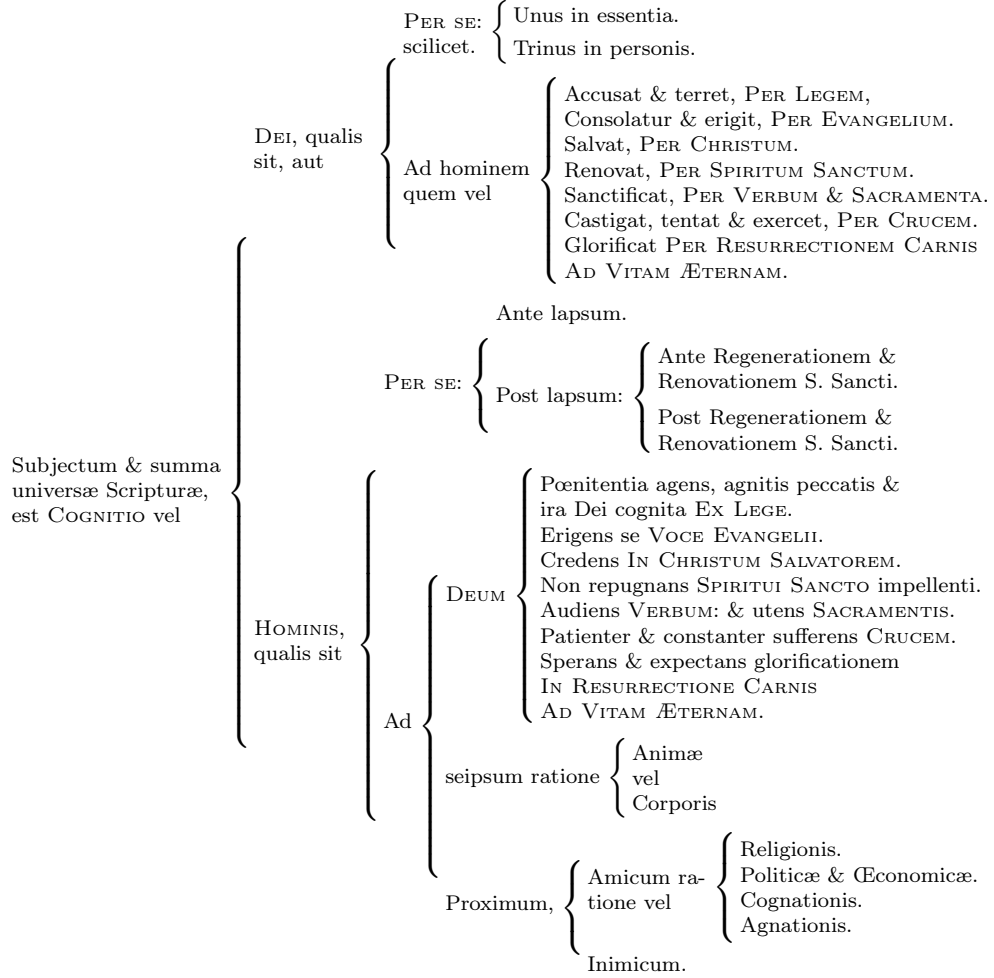 Subjectum & summa
universæ Scripturæ,
est COGNITIO vel
DEI, qualis
sit, aut
PER SE:
scilicet.
Unus in essentia.
Trinus in personis.
Ad hominem
quem vel
Accusat & terret, PER LEGEM,
Consolatur & erigit, PER EVANGELIUM.
Salvat, PER CHRISTUM.
Renovat, PER SPIRITUM SANCTUM.
Sanctificat, PER VERBUM & SACRAMENTA.
Castigat, tentat & exercet, PER CRUCEM.
Glorificat PER RESURRECTIONEM CARNIS
AD VITAM ÆTERNAM.
HOMINIS,
qualis sit
PER SE:
Ante lapsum.
Post lapsum:
Ante Regenerationem &
Renovationem S. Sancti.
Post Regenerationem &
Renovationem S. Sancti.
Ad
DEUM
Pœnitentia agens, agnitis peccatis &
ira Dei cognita EX LEGE.
Erigens se VOCE EVANGELII.
Credens IN CHRISTUM SALVATOREM.
Non repugnans SPIRITUI SANCTO impellenti.
Audiens VERBUM: & utens SACRAMENTIS.
Patienter & constanter sufferens CRUCEM.
Sperans & expectans glorificationem
IN RESURRECTIONE CARNIS
AD VITAM ÆTERNAM.
seipsum ratione
Animæ
vel
Corporis
Proximum,
Amicum ra-
tione vel
Religionis.
Politicæ & Œconomicæ.
Cognationis.
Agnationis.
Inimicum.